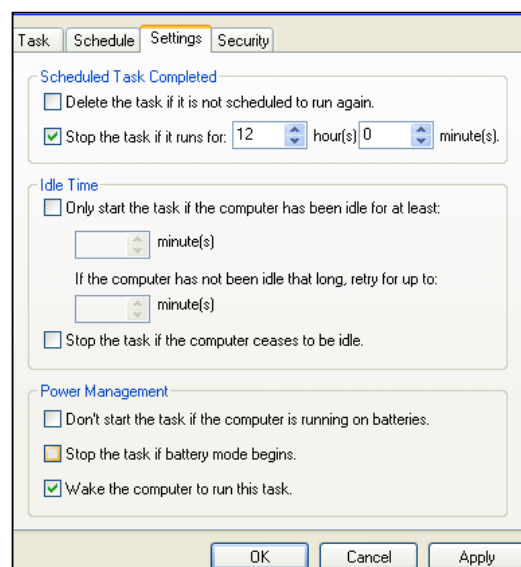 Task Schedule Settings Security
Scheduled Task Completed
Delete the task if it is not scheduled to run again.
Stop the task if it runs for: 12 hour(s) 0 minute(s).
Idle Time
Only start the task if the computer has been idle for at least:
minute(s)
If the computer has not been idle that long, retry for up to:
minute(s)
Stop the task if the computer ceases to be idle.
Power Management
Don't start the task if the computer is running on batteries.
Stop the task if battery mode begins.
Wake the computer to run this task.
OK Cancel Apply